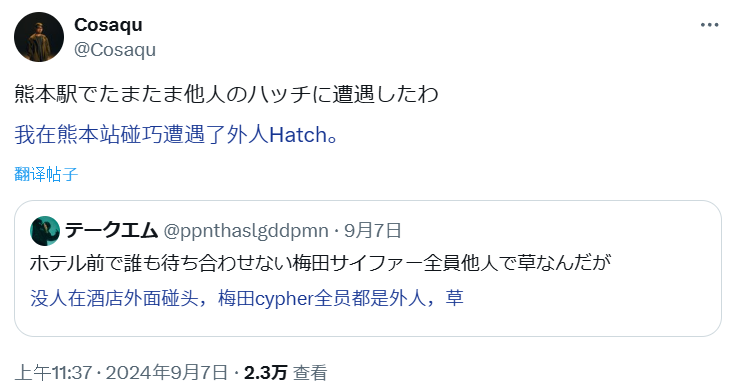 Cosaqu
@Cosaqu
熊本駅でたまたま他人のハッチに遭遇したわ
我在熊本站碰巧遭遇了外人Hatch。
翻译帖子
テークエム @ppnthaslgddpmn · 9月7日
ホテル前で誰も待ち合わせない梅田サイファー全員他人で草なんだが
没人在酒店外面碰头，梅田cypher全员都是外人，草
上午11:37 · 2024年9月7日 · 2.3万 查看